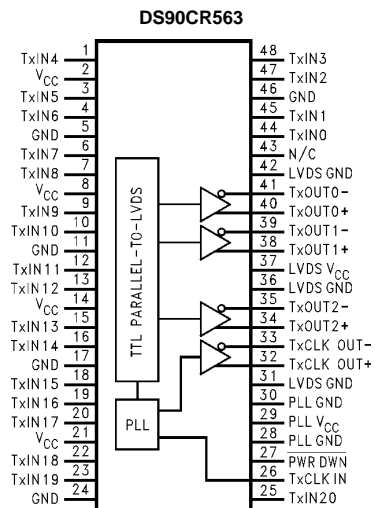 DS90CR563
TxIN4 1
VCC 2
TxIN5 3
TxIN6 4
GND 5
TxIN7 6
TxIN8 7
VCC 8
TxIN9 9
TxIN10 10
GND 11
TxIN11 12
TxIN12 13
VCC 14
TxIN13 15
TxIN14 16
GND 17
TxIN15 18
TxIN16 19
TxIN17 20
VCC 21
TxIN18 22
TxIN19 23
GND 24
TTL PARALLEL-TO-LVDS
PLL
48 TxIN3
47 TxIN2
46 GND
45 TxIN1
44 TxIN0
43 N/C
42 LVDS GND
41 TxOUT0-
40 TxOUT0+
39 TxOUT1-
38 TxOUT1+
37 LVDS VCC
36 LVDS GND
35 TxOUT2-
34 TxOUT2+
33 TxCLK OUT-
32 TxCLK OUT+
31 LVDS GND
30 PLL GND
29 PLL VCC
28 PLL GND
27 PWR DWN
26 TxCLK IN
25 TxIN20